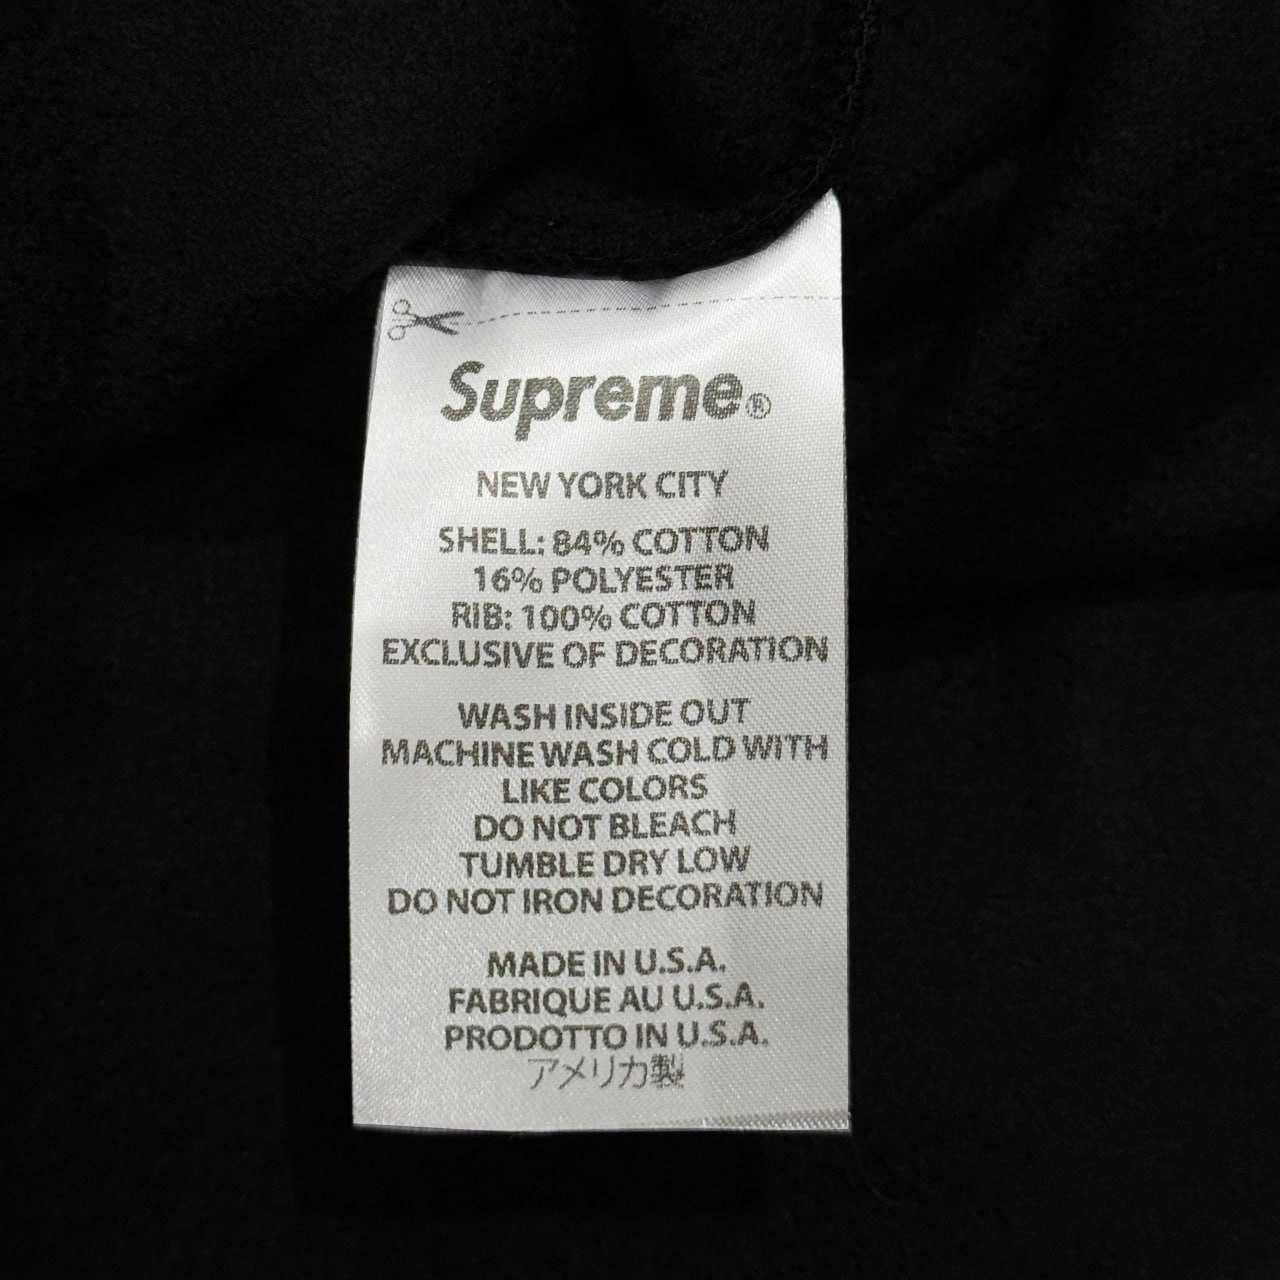 Supreme®
NEW YORK CITY
SHELL: 84% COTTON
16% POLYESTER
RIB: 100% COTTON
EXCLUSIVE OF DECORATION
WASH INSIDE OUT
MACHINE WASH COLD WITH
LIKE COLORS
DO NOT BLEACH
TUMBLE DRY LOW
DO NOT IRON DECORATION
MADE IN U.S.A.
FABRIQUE AU U.S.A.
PRODOTTO IN U.S.A.
アメリカ製